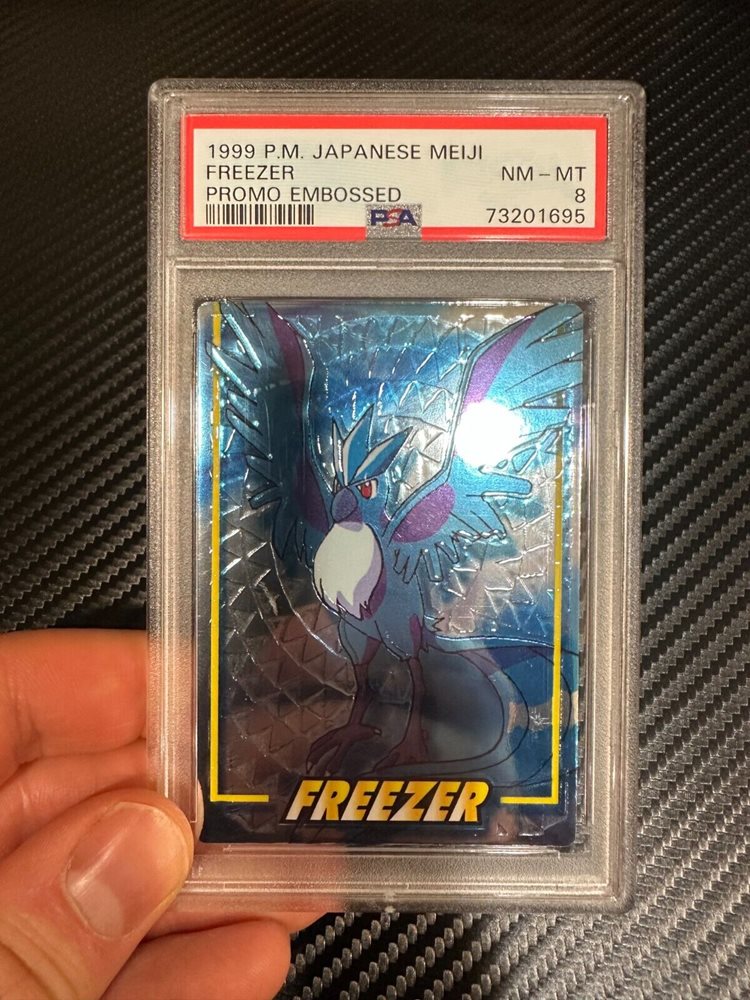 1999 P.M. JAPANESE MEIJI
FREEZER NM - MT
PROMO EMBOSSED 8
PSA 73201695
FREEZER